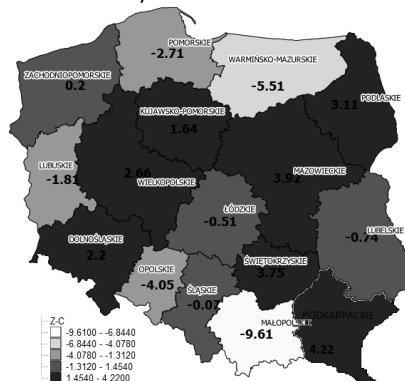 POMORSKIE
-2.71
WARMIŃSKO-MAZURSKIE
-5.51
ZACHODNIOPOMORSKIE
0.2
PODLASKIE
3.11
KUJAWSKO-POMORSKIE
1.64
LUBUSKIE
-1.81
2.66
WIELKOPOLSKIE
MAZOWIECKIE
3.92
ŁÓDZKIE
-0.51
LUBELSKIE
-0.74
DOLNOŚLĄSKIE
2.2
OPOLSKIE
-4.05
ŚWIĘTOKRZYSKIE
3.75
ŚLĄSKIE
-0.07
MAŁOPOLSKIE
-9.61
PODKARPACKIE
4.22
Z-C
-9.6100 - -6.8440
-6.8440 - -4.0780
-4.0780 - -1.3120
-1.3120 - 1.4540
1.4540 - 4.2200